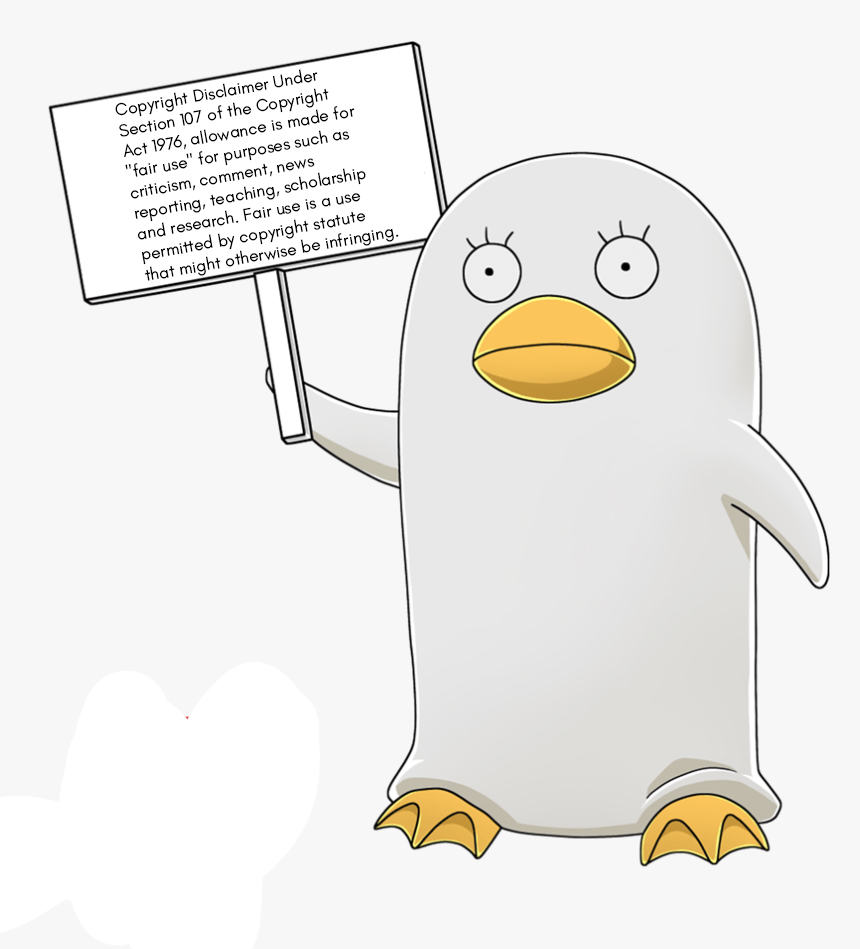 Copyright Disclaimer Under
Section 107 of the Copyright
Act 1976, allowance is made for
"fair use" for purposes such as
criticism, comment, news
reporting, teaching, scholarship
and research. Fair use is a use
permitted by copyright statute
that might otherwise be infringing.